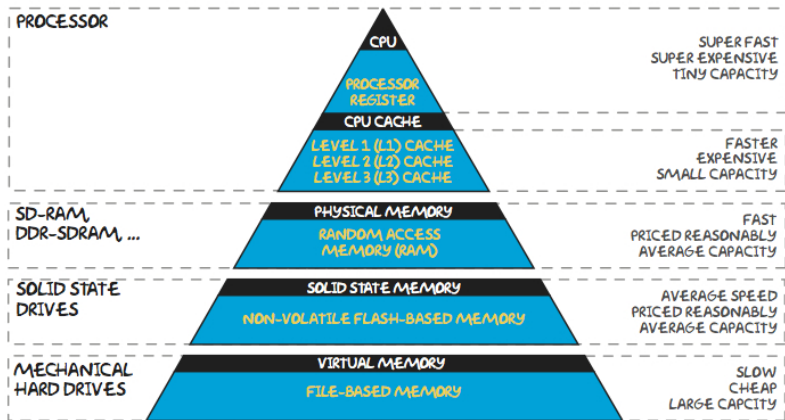 PROCESSOR
CPU
SUPER FAST
SUPER EXPENSIVE
TINY CAPACITY
PROCESSOR
REGISTER
CPU CACHE
LEVEL 1 (L1) CACHE
LEVEL 2 (L2) CACHE
LEVEL 3 (L3) CACHE
FASTER
EXPENSIVE
SMALL CAPACITY
SD-RAM,
DDR-SDRAM, ...
PHYSICAL MEMORY
RANDOM ACCESS
MEMORY (RAM)
FAST
PRICED REASONABLY
AVERAGE CAPACITY
SOLID STATE
DRIVES
SOLID STATE MEMORY
NON-VOLATILE FLASH-BASED MEMORY
AVERAGE SPEED
PRICED REASONABLY
AVERAGE CAPACITY
MECHANICAL
HARD DRIVES
VIRTUAL MEMORY
FILE-BASED MEMORY
SLOW
CHEAP
LARGE CAPCITY